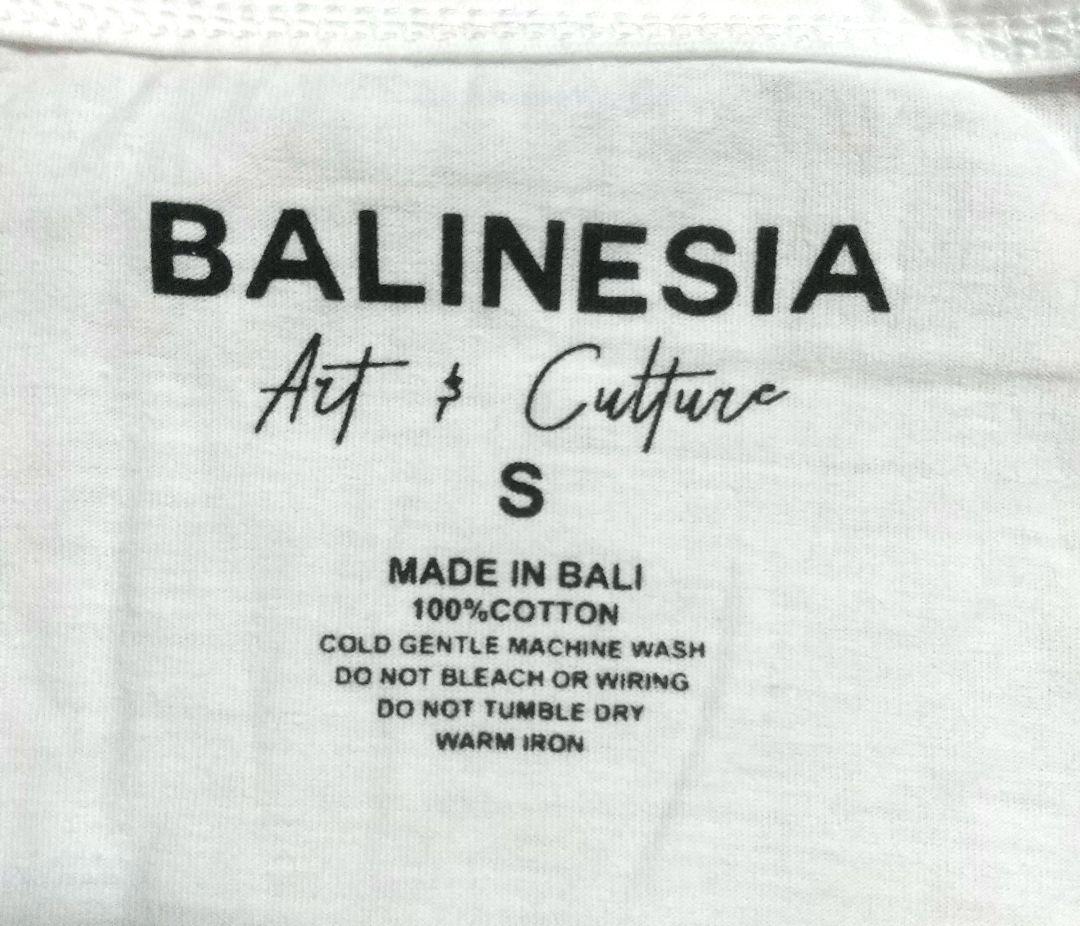 BALINESIA
Art & Culture
S
MADE IN BALI
100%COTTON
COLD GENTLE MACHINE WASH
DO NOT BLEACH OR WIRING
DO NOT TUMBLE DRY
WARM IRON